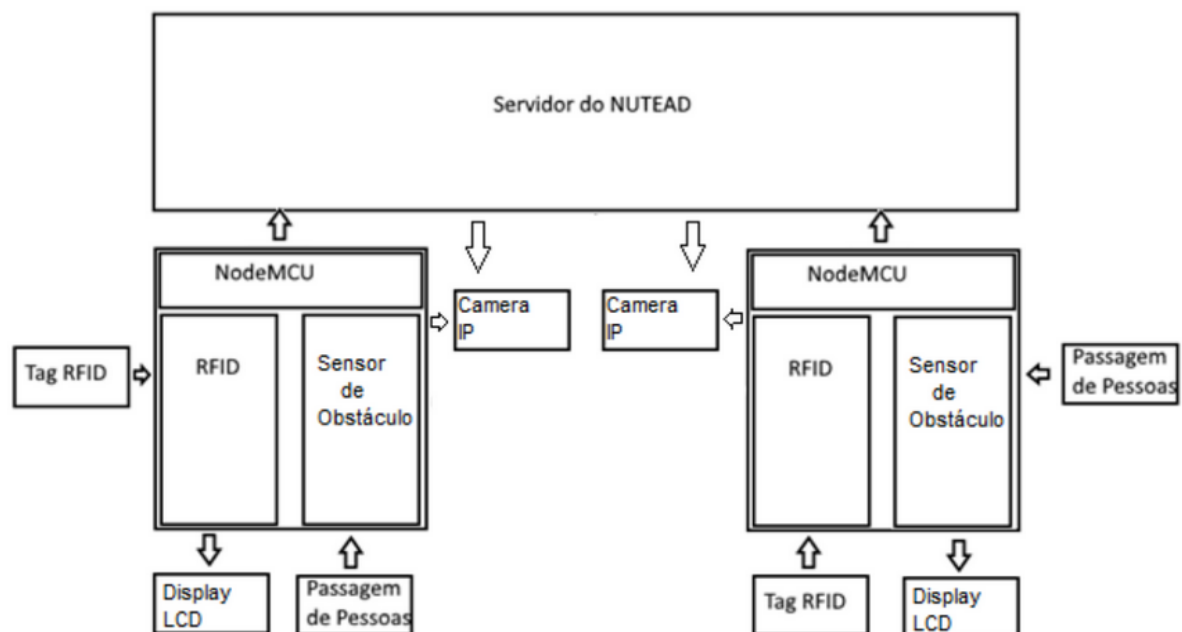 Servidor do NUTEAD
NodeMCU
NodeMCU
Camera
IP
Camera
IP
Tag RFID
RFID
Sensor
de
Obstáculo
RFID
Sensor
de
Obstáculo
Passagem
de Pessoas
Display
LCD
Passagem
de Pessoas
Tag RFID
Display
LCD